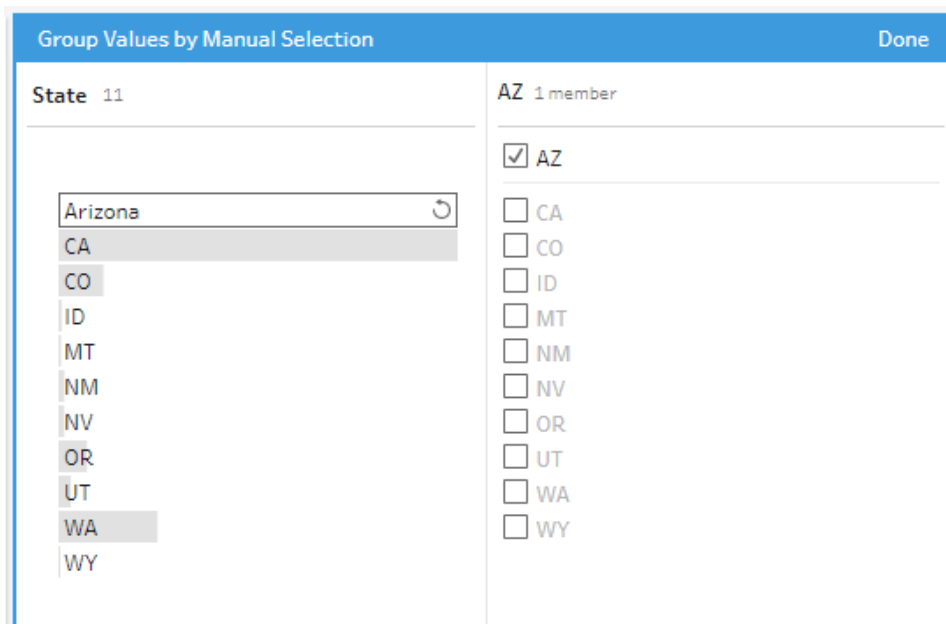 Group Values by Manual Selection Done
State 11
Arizona
CA
CO
ID
MT
NM
NV
OR
UT
WA
WY
AZ 1 member
AZ
CA
CO
ID
MT
NM
NV
OR
UT
WA
WY